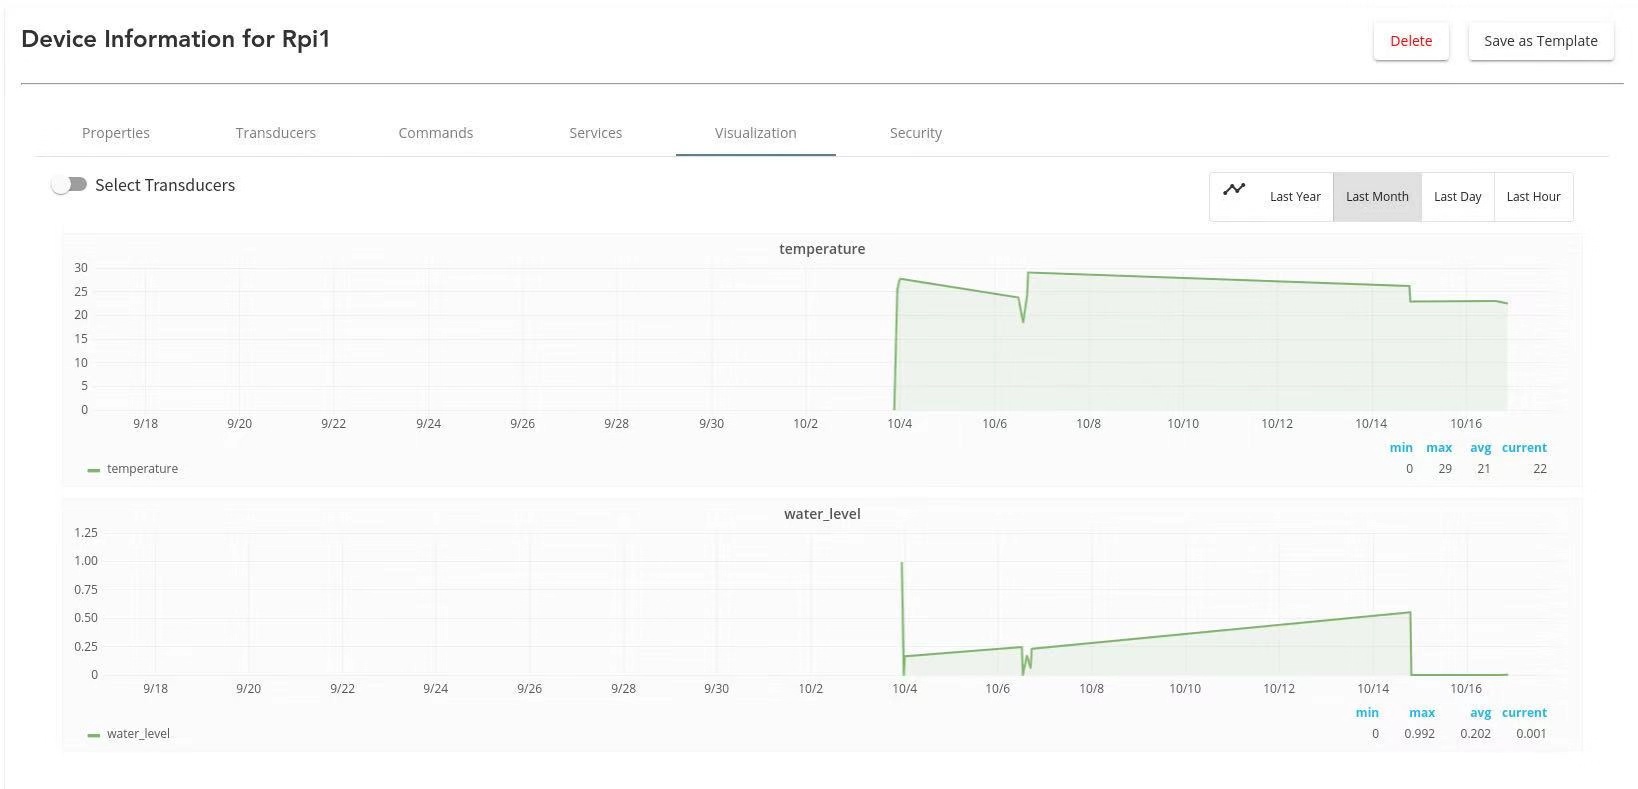 Device Information for Rpi1
Delete
Save as Template
Properties
Transducers
Commands
Services
Visualization
Security
Select Transducers
Last Year
Last Month
Last Day
Last Hour
temperature
30
25
20
15
10
5
0
9/18 9/20 9/22 9/24 9/26 9/28 9/30 10/2 10/4 10/6 10/8 10/10 10/12 10/14 10/16
min max avg current
temperature 0 29 21 22
water_level
1.25
1.00
0.75
0.50
0.25
0
9/18 9/20 9/22 9/24 9/26 9/28 9/30 10/2 10/4 10/6 10/8 10/10 10/12 10/14 10/16
min max avg current
water_level 0 0.992 0.202 0.001